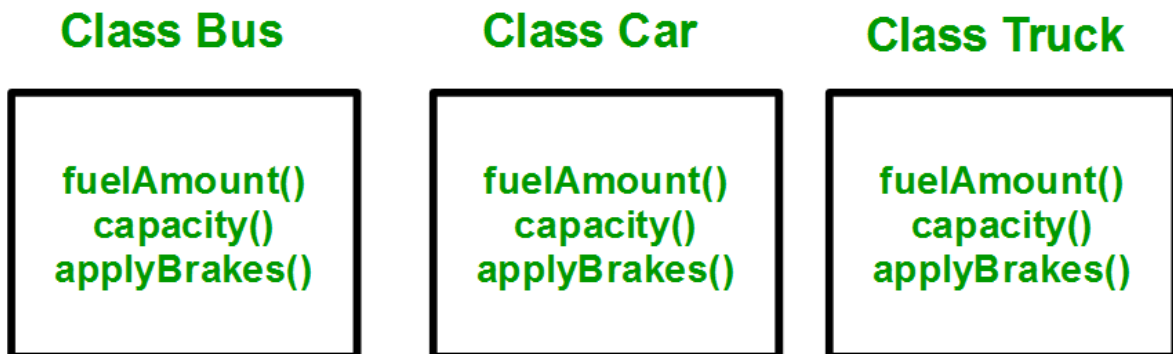 Class Bus
fuelAmount()
capacity()
applyBrakes()
Class Car
fuelAmount()
capacity()
applyBrakes()
Class Truck
fuelAmount()
capacity()
applyBrakes()